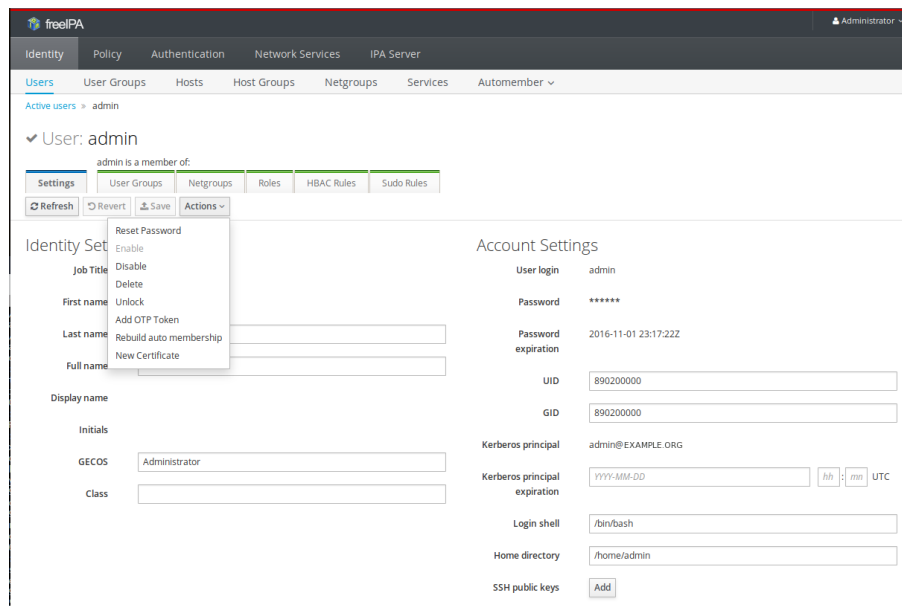 freeIPA
Administrator
Identity Policy Authentication Network Services IPA Server
Users User Groups Hosts Host Groups Netgroups Services Automember
Active users » admin
User: admin
admin is a member of:
Settings User Groups Netgroups Roles HBAC Rules Sudo Rules
Refresh Revert Save Actions
Reset Password
Enable
Disable
Delete
Unlock
Add OTP Token
Rebuild auto membership
New Certificate
Identity Set
Job Title
First name
Last name
Full name
Display name
Initials
GECOS Administrator
Class
Account Settings
User login admin
Password ******
Password
expiration
2016-11-01 23:17:22Z
UID 890200000
GID 890200000
Kerberos principal admin@EXAMPLE.ORG
Kerberos principal
expiration
YYYY-MM-DD hh : mn UTC
Login shell /bin/bash
Home directory /home/admin
SSH public keys Add